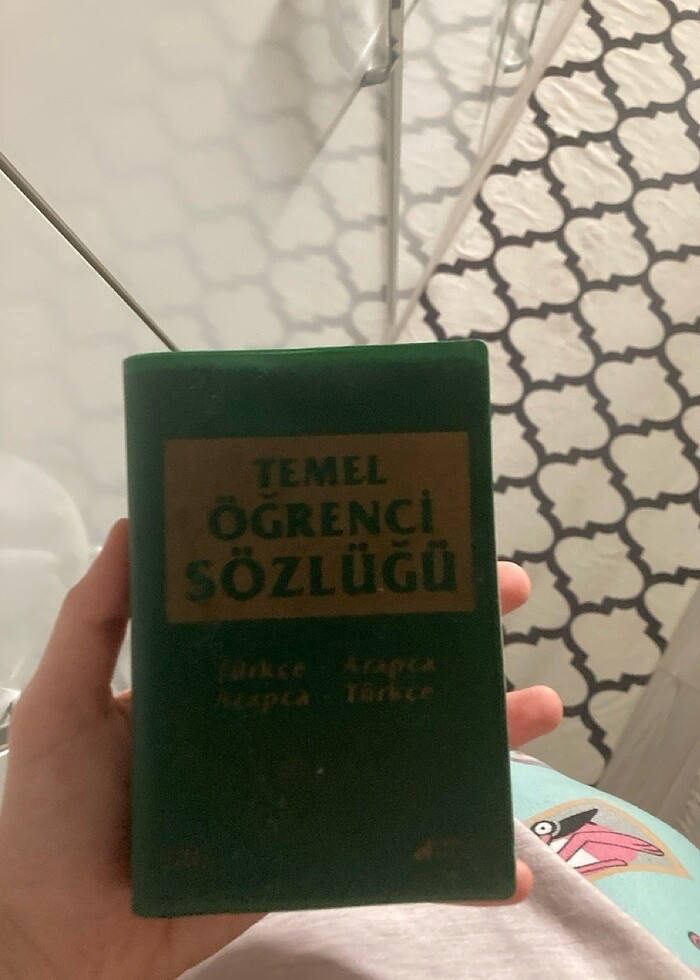 TEMEL
ÖĞRENCİ
SÖZLÜĞÜ
Türkçe - Arapça
Arapça - Türkçe